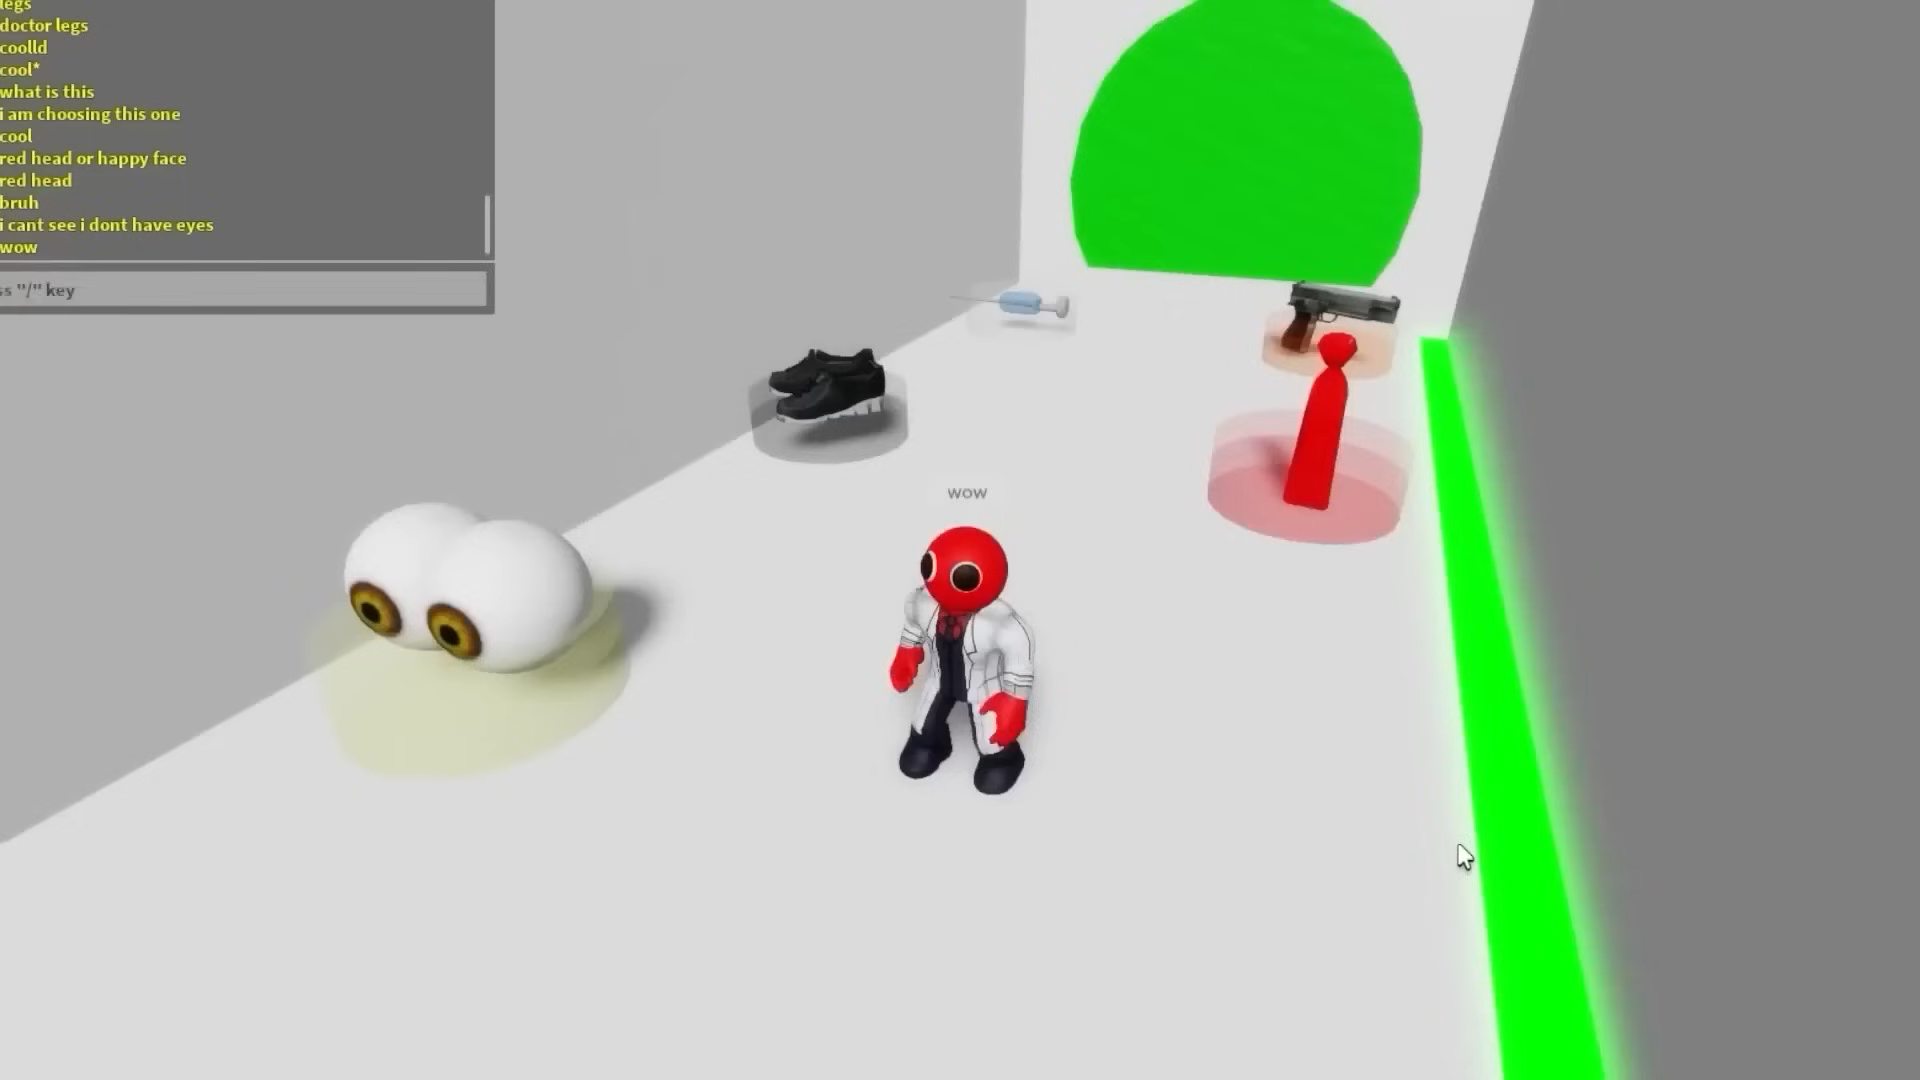 legs
doctor legs
coolld
cool*
what is this
i am choosing this one
cool
red head or happy face
red head
bruh
i cant see i dont have eyes
wow
ss "/" key
wow